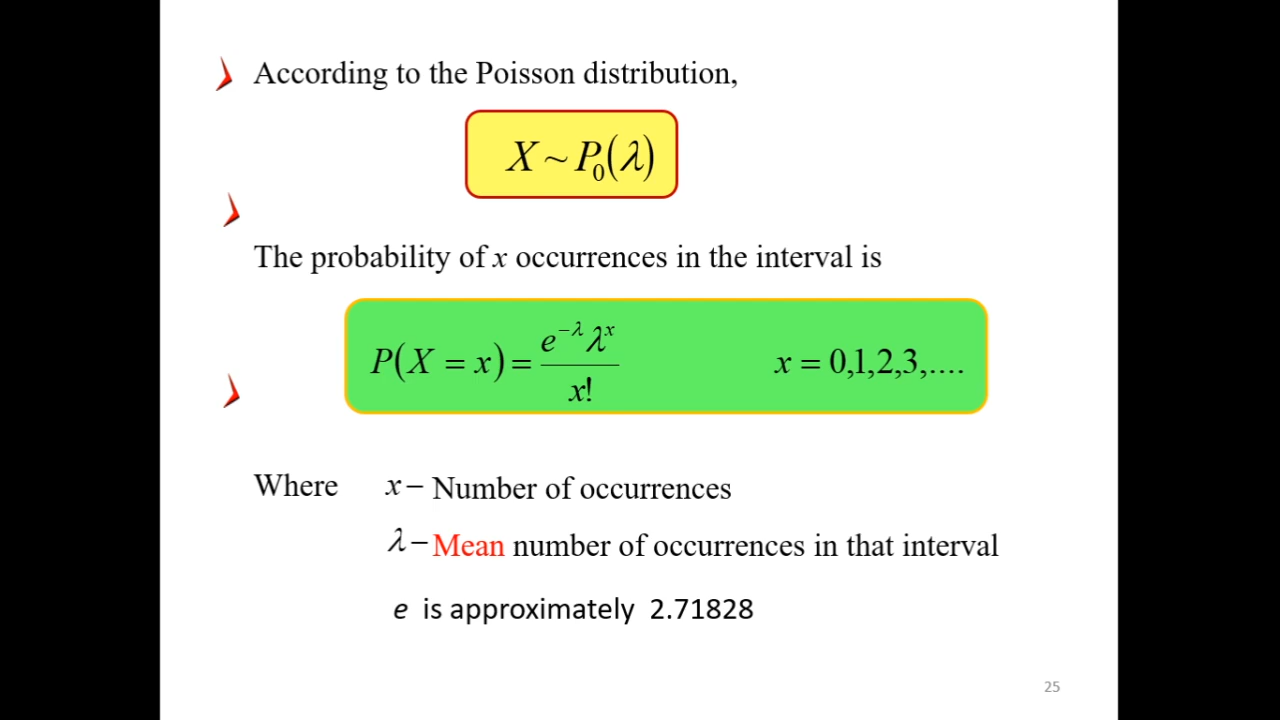 According to the Poisson distribution,
X ~ P₀(λ)
The probability of x occurrences in the interval is
P(X = x) = e^{−λ} λ^x / x!    x = 0,1,2,3,....
Where x – Number of occurrences
λ – Mean number of occurrences in that interval
e is approximately 2.71828
25